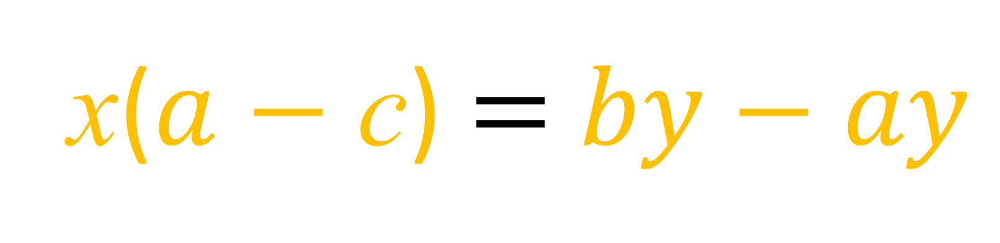 x(a − c) = by − ay